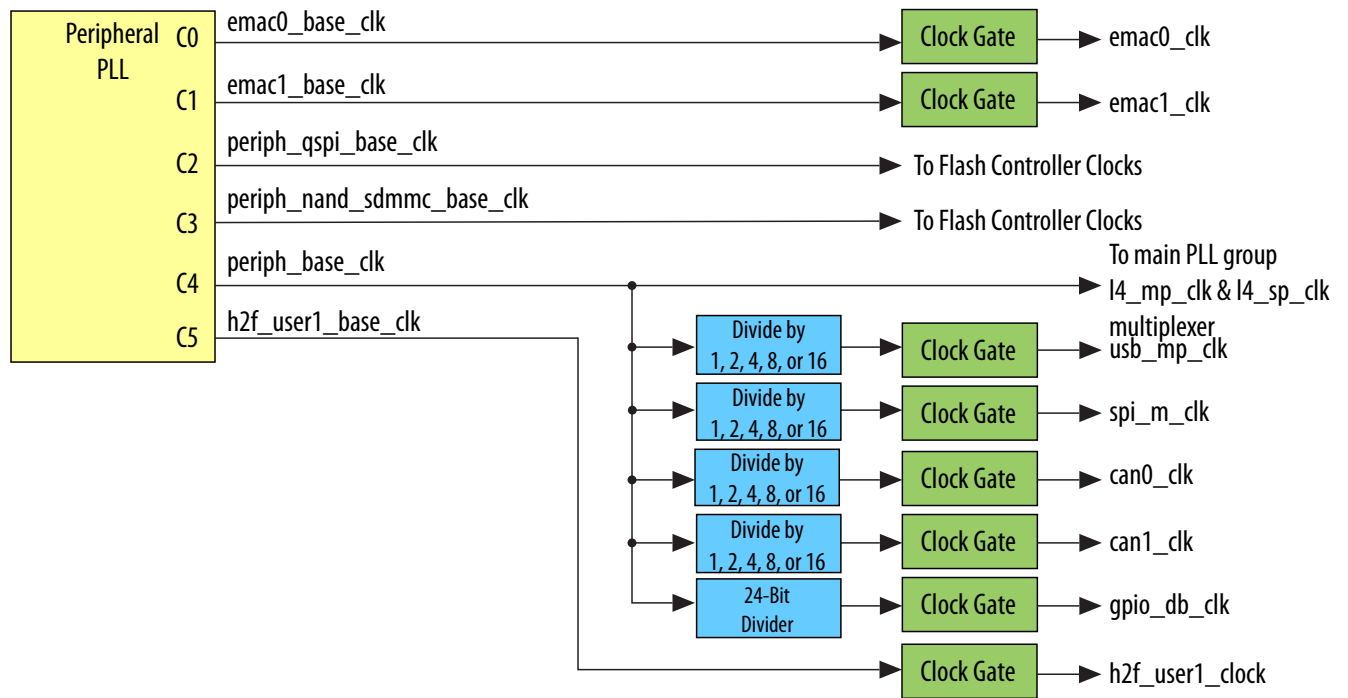 Peripheral
PLL
C0
emac0_base_clk
Clock Gate
emac0_clk
C1
emac1_base_clk
Clock Gate
emac1_clk
C2
periph_qspi_base_clk
To Flash Controller Clocks
C3
periph_nand_sdmmc_base_clk
To Flash Controller Clocks
C4
periph_base_clk
To main PLL group
l4_mp_clk & l4_sp_clk
multiplexer
C5
h2f_user1_base_clk
Divide by
1, 2, 4, 8, or 16
Clock Gate
usb_mp_clk
Divide by
1, 2, 4, 8, or 16
Clock Gate
spi_m_clk
Divide by
1, 2, 4, 8, or 16
Clock Gate
can0_clk
Divide by
1, 2, 4, 8, or 16
Clock Gate
can1_clk
24-Bit
Divider
Clock Gate
gpio_db_clk
Clock Gate
h2f_user1_clock